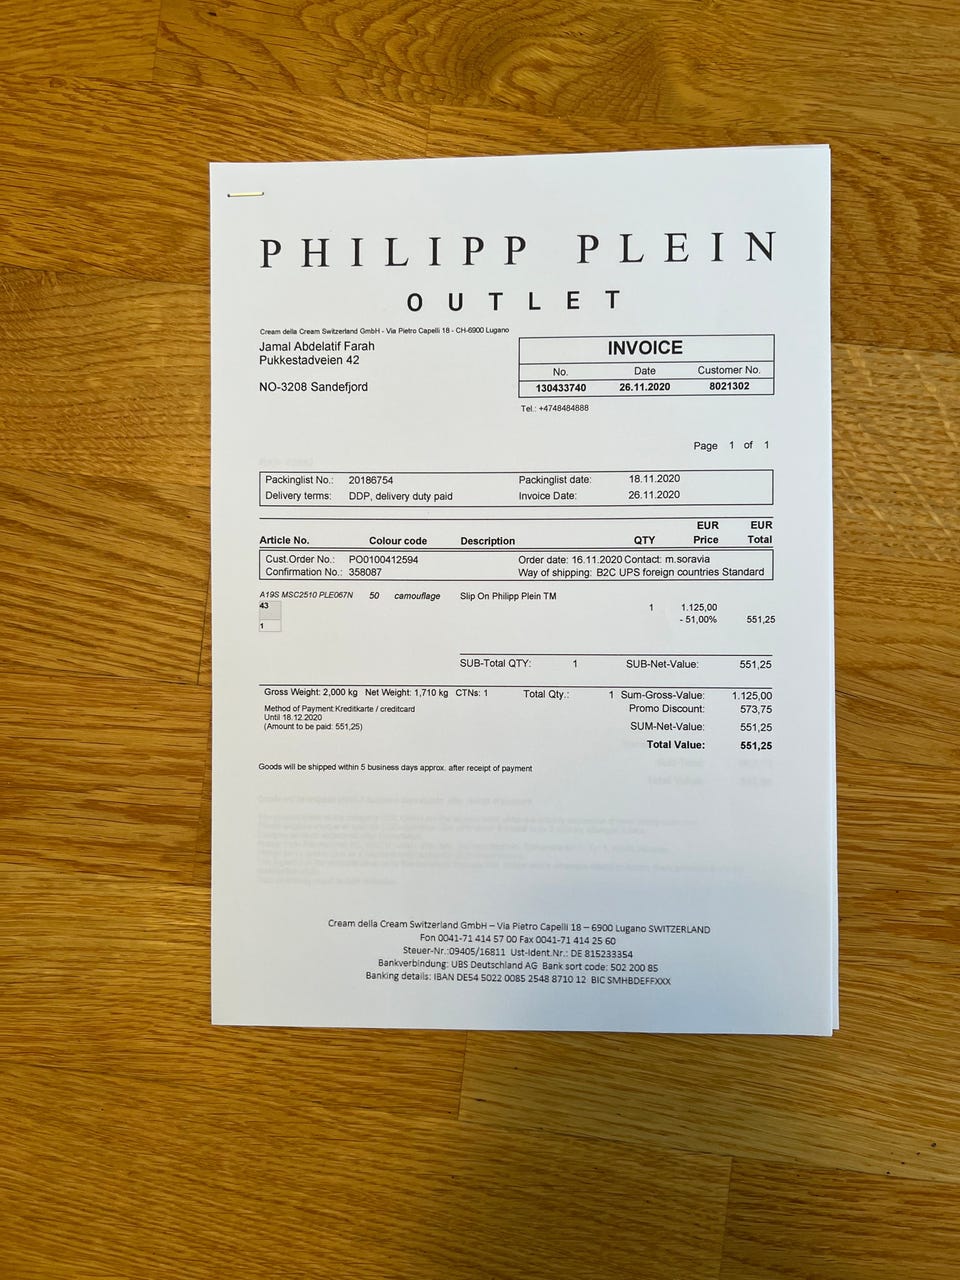 PHILIPP PLEIN
OUTLET
Cream della Cream Switzerland GmbH - Via Pietro Capelli 18 - CH-6900 Lugano
Jamal Abdelatif Farah
Pukkestadveien 42
NO-3208 Sandefjord
INVOICE
No. Date Customer No.
130433740 26.11.2020 8021302
Tel.: +4748484888
Page 1 of 1
Packinglist No.: 20186754 Packinglist date: 18.11.2020
Delivery terms: DDP, delivery duty paid Invoice Date: 26.11.2020
EUR EUR
Article No. Colour code Description QTY Price Total
Cust.Order No.: PO0100412594 Order date: 16.11.2020 Contact: m.soravia
Confirmation No.: 358087 Way of shipping: B2C UPS foreign countries Standard
A19S MSC2510 PLE067N 50 camouflage Slip On Philipp Plein TM
43 1 1.125,00
- 51,00% 551,25
1
SUB-Total QTY: 1 SUB-Net-Value: 551,25
Gross Weight: 2,000 kg Net Weight: 1,710 kg CTNs: 1 Total Qty.: 1 Sum-Gross-Value: 1.125,00
Method of Payment:Kreditkarte / creditcard Promo Discount: 573,75
Until 18.12.2020
(Amount to be paid: 551,25) SUM-Net-Value: 551,25
Total Value: 551,25
Goods will be shipped within 5 business days approx. after receipt of payment
Cream della Cream Switzerland GmbH – Via Pietro Capelli 18 – 6900 Lugano SWITZERLAND
Fon 0041-71 414 57 00 Fax 0041-71 414 25 60
Steuer-Nr.:09405/16811 Ust-Ident.Nr.: DE 815233354
Bankverbindung: UBS Deutschland AG Bank sort code: 502 200 85
Banking details: IBAN DE54 5022 0085 2548 8710 12 BIC SMHBDEFFXXX